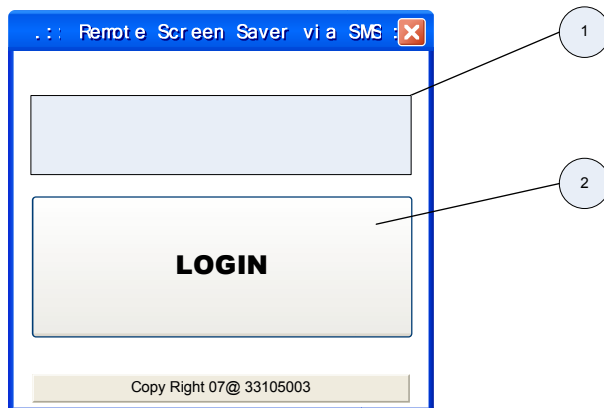 .:: Remote Screen Saver via SMS :
1
2
LOGIN
Copy Right 07@ 33105003